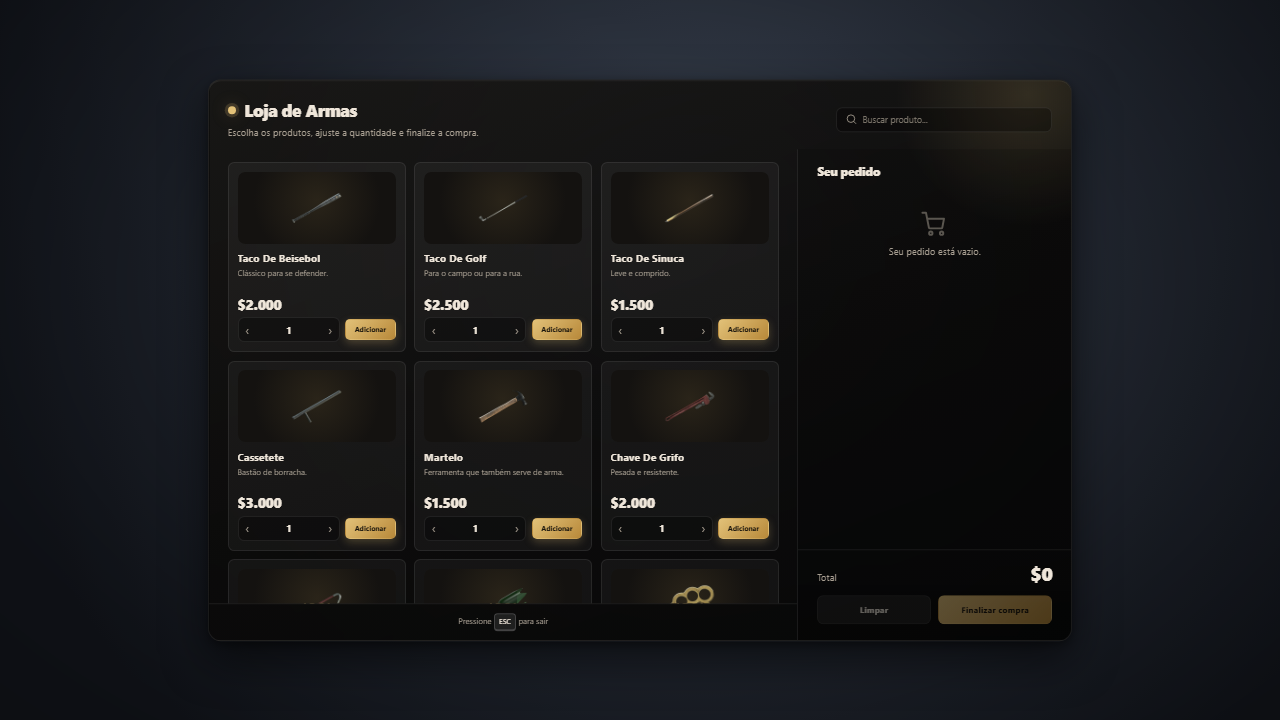 Loja de Armas
Escolha os produtos, ajuste a quantidade e finalize a compra.
Buscar produto...
Taco De Beisebol
Clássico para se defender.
$2.000
‹ 1 › Adicionar
Taco De Golf
Para o campo ou para a rua.
$2.500
‹ 1 › Adicionar
Taco De Sinuca
Leve e comprido.
$1.500
‹ 1 › Adicionar
Cassetete
Bastão de borracha.
$3.000
‹ 1 › Adicionar
Martelo
Ferramenta que também serve de arma.
$1.500
‹ 1 › Adicionar
Chave De Grifo
Pesada e resistente.
$2.000
‹ 1 › Adicionar
Pressione ESC para sair
Seu pedido
Seu pedido está vazio.
Total $0
Limpar Finalizar compra